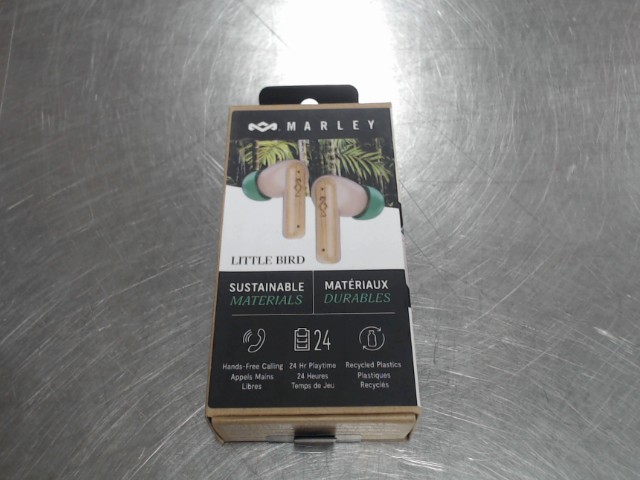 MARLEY
LITTLE BIRD
SUSTAINABLE
MATERIALS
MATÉRIAUX
DURABLES
Hands-Free Calling
Appels Mains
Libres
24
24 Hr Playtime
24 Heures
Temps de Jeu
Recycled Plastics
Plastiques
Recyclés